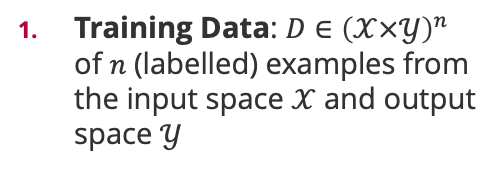 1. Training Data: D ∈ (𝒳×𝒴)ⁿ
of n (labelled) examples from
the input space 𝒳 and output
space 𝒴